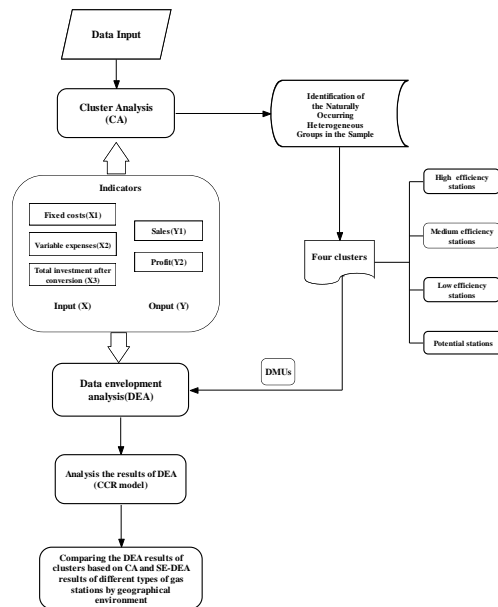 Data Input
Cluster Analysis
(CA)
Identification of
the Naturally
Occurring
Heterogeneous
Groups in the Sample
Indicators
Fixed costs(X1)
Variable expenses(X2)
Total investment after
conversion (X3)
Sales(Y1)
Profit(Y2)
Input (X)
Onput (Y)
Four clusters
High efficiency
stations
Medium efficiency
stations
Low efficiency
stations
Potential stations
DMUs
Data envelopment
analysis(DEA)
Analysis the results of DEA
(CCR model)
Comparing the DEA results of
clusters based on CA and SE-DEA
results of different types of gas
stations by geographical
environment